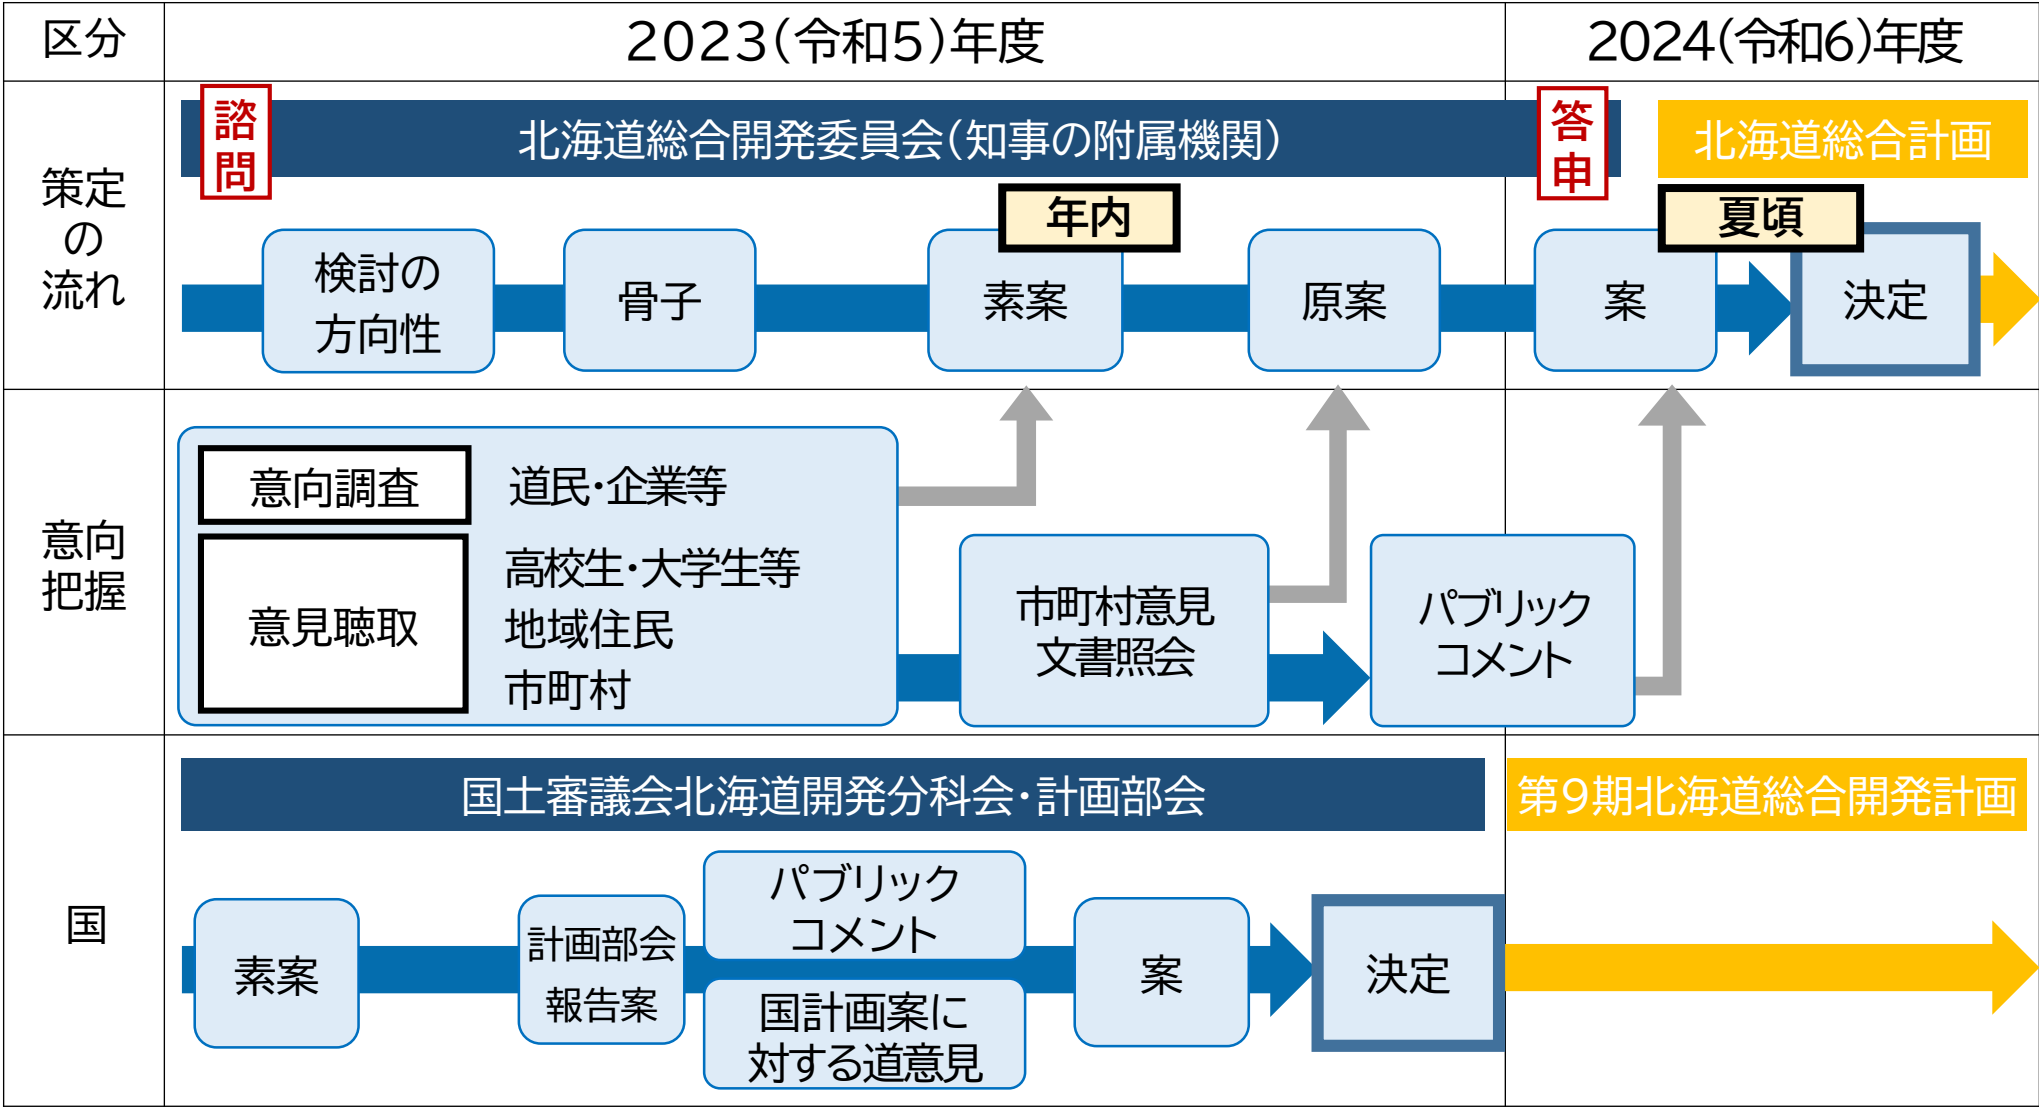 区分
2023(令和5)年度
2024(令和6)年度
策定
の
流れ
諮
問
北海道総合開発委員会(知事の附属機関)
答
申
北海道総合計画
年内
夏頃
検討の
方向性
骨子
素案
原案
案
決定
意向
把握
意向調査
道民・企業等
意見聴取
高校生・大学生等
地域住民
市町村
市町村意見
文書照会
パブリック
コメント
国
国土審議会北海道開発分科会・計画部会
第9期北海道総合開発計画
素案
計画部会
報告案
パブリック
コメント
国計画案に
対する道意見
案
決定